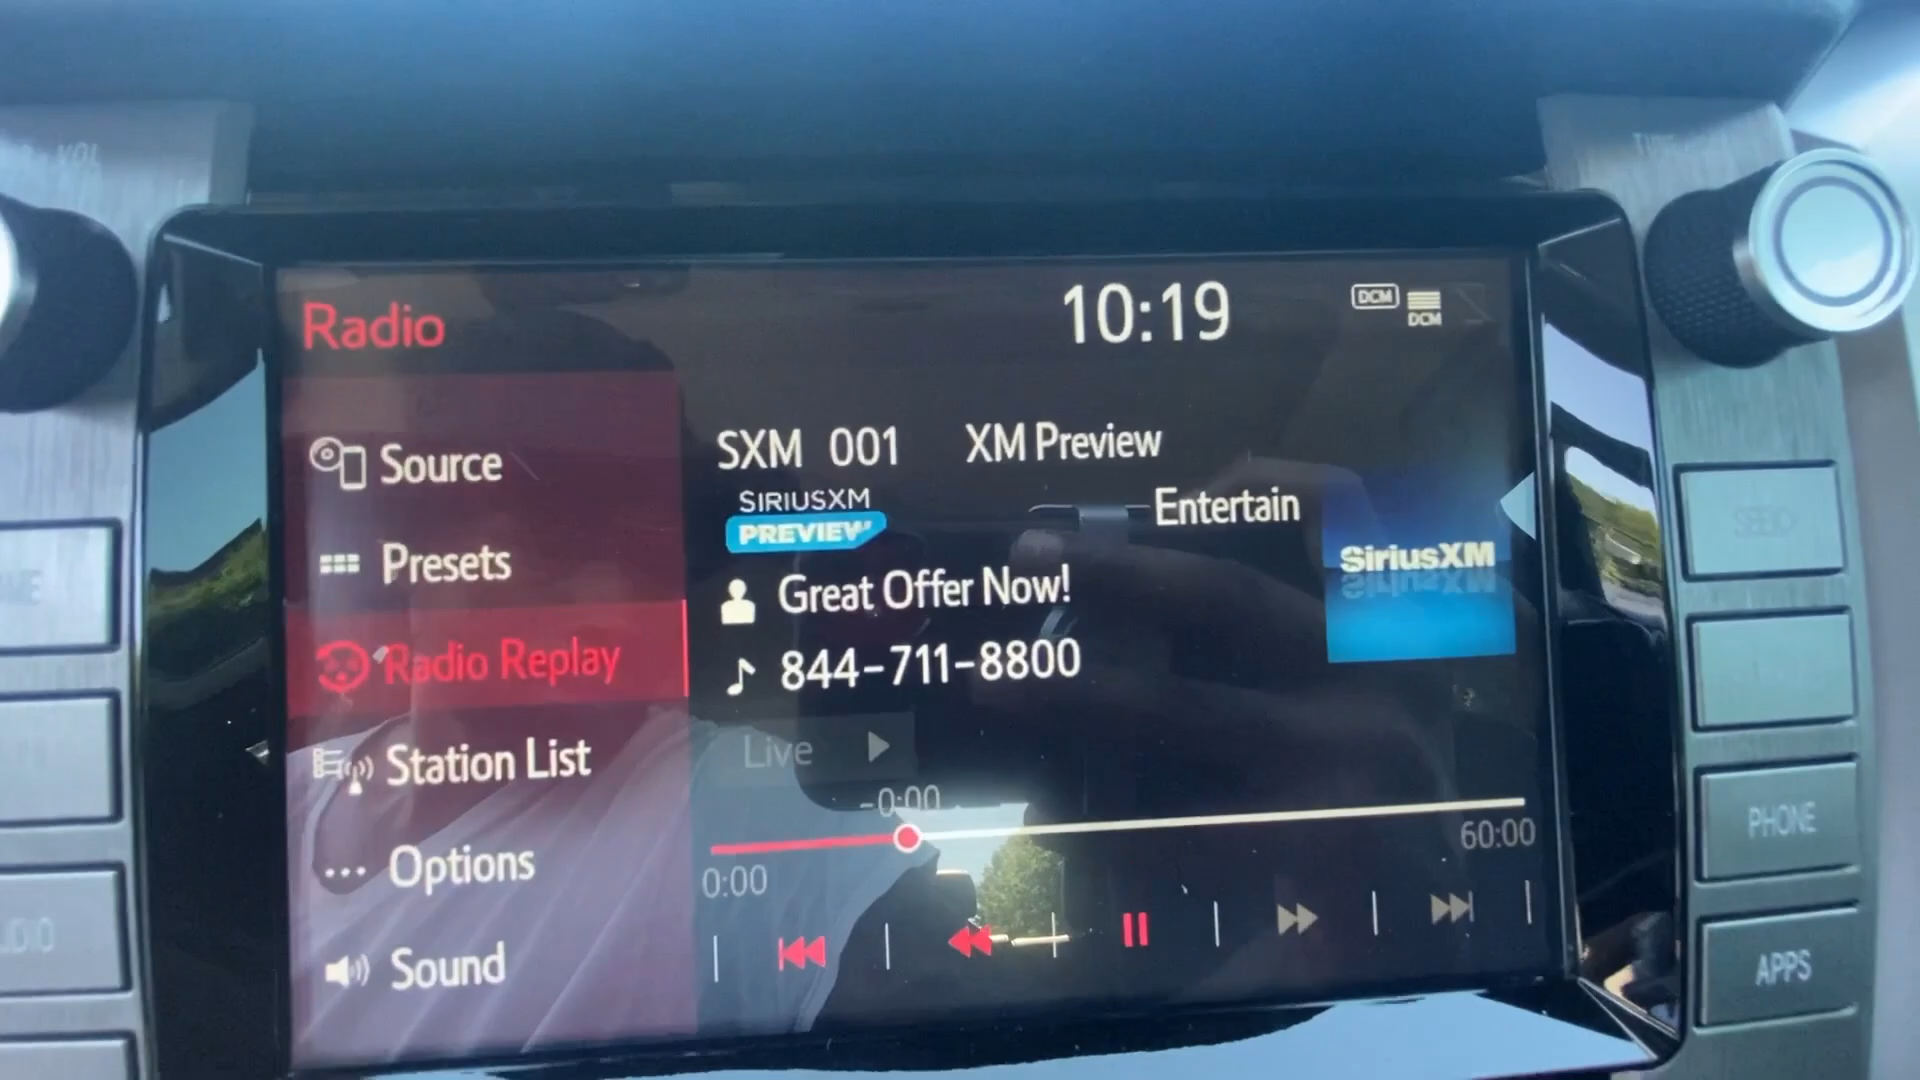 VOL
10:19
DCM
DCM
Radio
Source
Presets
Radio Replay
Station List
Options
Sound
SXM 001 XM Preview
SIRIUSXM
PREVIEW
Entertain
SiriusXM
Great Offer Now!
844-711-8800
Live
-0:00
0:00
60:00
PHONE
APPS